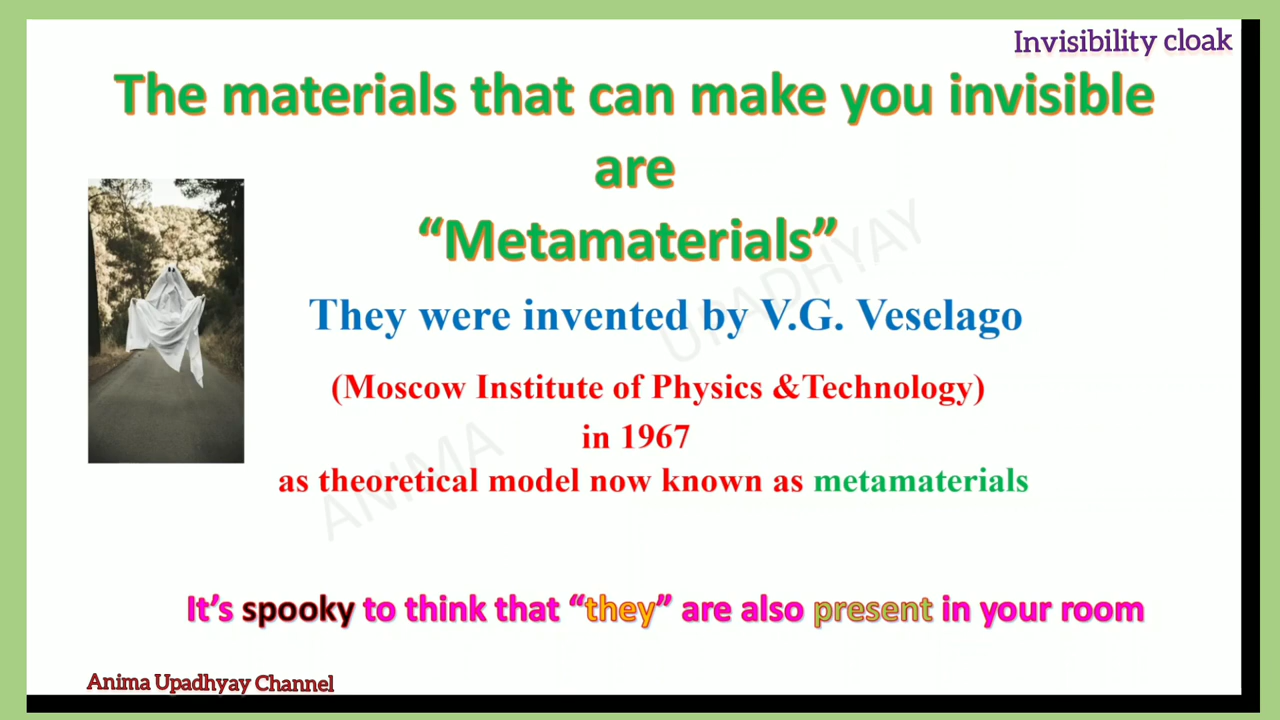 Invisibility cloak
The materials that can make you invisible
are
“Metamaterials”
They were invented by V.G. Veselago
(Moscow Institute of Physics &Technology)
in 1967
as theoretical model now known as metamaterials
ANIMA UPADHYAY
It’s spooky to think that “they” are also present in your room
Anima Upadhyay Channel